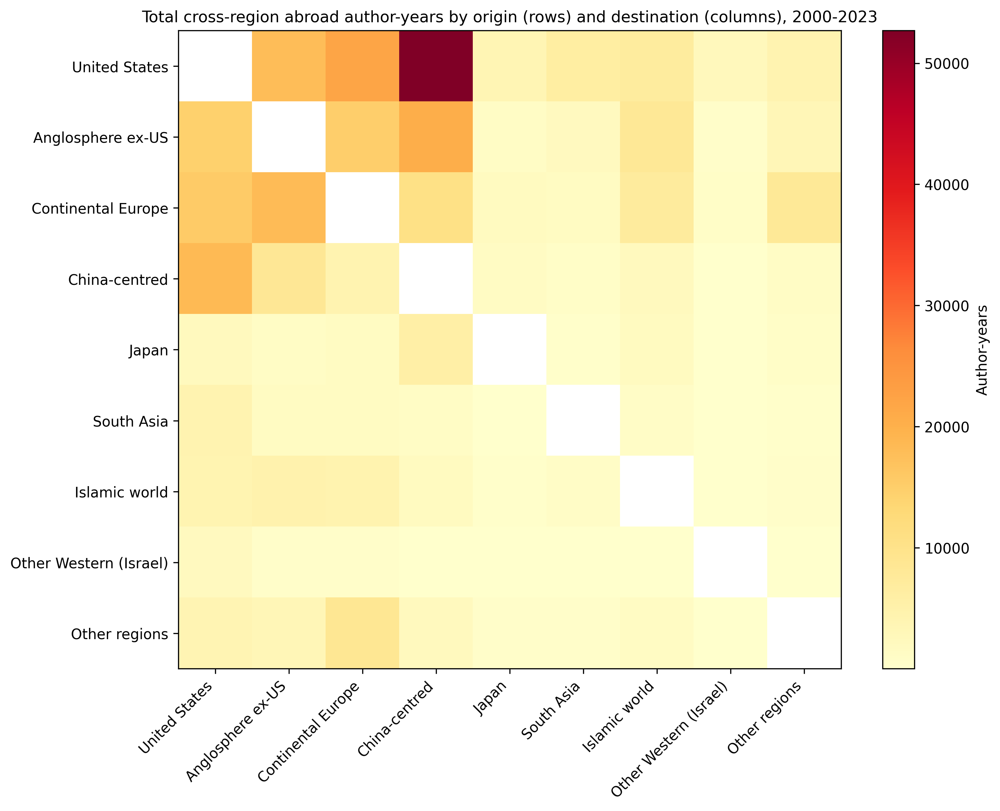 Total cross-region abroad author-years by origin (rows) and destination (columns), 2000-2023
United States
Anglosphere ex-US
Continental Europe
China-centred
Japan
South Asia
Islamic world
Other Western (Israel)
Other regions
United States
Anglosphere ex-US
Continental Europe
China-centred
Japan
South Asia
Islamic world
Other Western (Israel)
Other regions
50000
40000
30000
20000
10000
Author-years